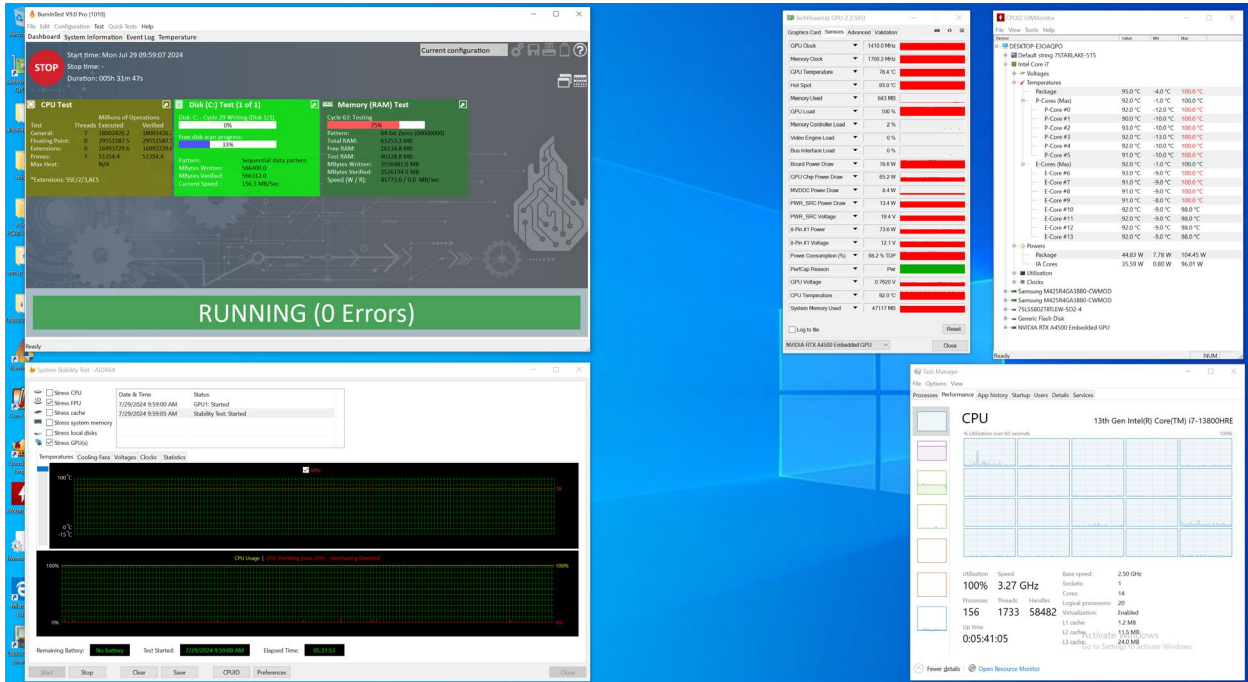 BurnInTest V9.0 Pro (1010)
File Edit Configuration Test Quick Tests Help
Dashboard System Information Event Log Temperature
STOP
Start time: Mon Jul 29 09:59:07 2024
Stop time: -
Duration: 005h 31m 47s
Current configuration
CPU Test
Millions of Operations
Test Threads Executed Verified
General: 7 18003426.2 18003426.
Floating Point: 0 29551587.5 29551587.
Extensions: 0 16993729.6 16993729.
Primes: 7 51354.4 51354.4
Max Heat: N/A
*Extensions: SSE/2/3,AES
Disk (C:) Test (1 of 1)
Disk: C: - Cycle 29 Writing (Disk 1/1)
0%
Free disk scan progress:
33%
Pattern: Sequential data pattern
MBytes Written: 566400.0
MBytes Verified: 566312.0
Current Speed: 156.3 MB/Sec
Memory (RAM) Test
Cycle 63: Testing
75%
Pattern: 64-bit Zeros (00000000)
Total RAM: 65253.3 MB
Free RAM: 16134.8 MB
Test RAM: 40328.8 MB
MBytes Written: 2556481.0 MB
MBytes Verified: 2526194.0 MB
Speed [W / R]: 41773.6 / 0.0 MB/sec
RUNNING (0 Errors)
Ready
TechPowerUp GPU-Z 2.59.0
Graphics Card Sensors Advanced Validation
GPU Clock 1410.0 MHz
Memory Clock 1700.2 MHz
GPU Temperature 78.4 °C
Hot Spot 93.0 °C
Memory Used 843 MB
GPU Load 100 %
Memory Controller Load 2 %
Video Engine Load 0 %
Bus Interface Load 0 %
Board Power Draw 78.6 W
GPU Chip Power Draw 65.2 W
MVDDC Power Draw 8.4 W
PWR_SRC Power Draw 13.4 W
PWR_SRC Voltage 19.4 V
8-Pin #1 Power 73.6 W
8-Pin #1 Voltage 12.1 V
Power Consumption (%) 98.2 % TDP
PerfCap Reason Pwr
GPU Voltage 0.7620 V
CPU Temperature 92.0 °C
System Memory Used 47117 MB
Log to file
Reset
NVIDIA RTX A4500 Embedded GPU
Close
CPUID HWMonitor
File View Tools Help
Sensor Value Min Max
DESKTOP-E3OAQPO
Default string 7STARLAKE-515
Intel Core i7
Voltages
Temperatures
Package 95.0 °C -4.0 °C 100.0 °C
P-Cores (Max) 92.0 °C -1.0 °C 100.0 °C
P-Core #0 92.0 °C -12.0 °C 100.0 °C
P-Core #1 90.0 °C -10.0 °C 100.0 °C
P-Core #2 93.0 °C -10.0 °C 100.0 °C
P-Core #3 92.0 °C -13.0 °C 100.0 °C
P-Core #4 92.0 °C -10.0 °C 100.0 °C
P-Core #5 91.0 °C -10.0 °C 100.0 °C
E-Cores (Max) 92.0 °C -1.0 °C 100.0 °C
E-Core #6 93.0 °C -9.0 °C 100.0 °C
E-Core #7 91.0 °C -9.0 °C 100.0 °C
E-Core #8 91.0 °C -9.0 °C 100.0 °C
E-Core #9 91.0 °C -8.0 °C 100.0 °C
E-Core #10 92.0 °C -9.0 °C 98.0 °C
E-Core #11 92.0 °C -9.0 °C 98.0 °C
E-Core #12 92.0 °C -9.0 °C 98.0 °C
E-Core #13 92.0 °C -9.0 °C 98.0 °C
Powers
Package 44.83 W 7.78 W 104.45 W
IA Cores 35.59 W 0.80 W 96.01 W
Utilization
Clocks
Samsung M425R4GA3BB0-CWMOD
Samsung M425R4GA3BB0-CWMOD
Generic Flash Disk
NVIDIA RTX A4500 Embedded GPU
Ready
NUM
System Stability Test - AIDA64
Stress CPU
Stress FPU
Stress cache
Stress system memory
Stress local disks
Stress GPU(s)
Date & Time Status
7/29/2024 9:59:00 AM GPU1: Started
7/29/2024 9:59:05 AM Stability Test: Started
Temperatures Cooling Fans Voltages Clocks Statistics
GPU
100°C
78
0°C
-15°C
CPU Usage |
100% 100%
0% 0%
Remaining Battery: No battery Test Started: 7/29/2024 9:59:00 AM Elapsed Time: 05:31:53
Start Stop Clear Save CPUID Preferences Close
Task Manager
File Options View
Processes Performance App history Startup Users Details Services
CPU
13th Gen Intel(R) Core(TM) i7-13800HRE
% Utilization over 60 seconds 100%
Utilization Speed
100% 3.27 GHz
Processes Threads Handles
156 1733 58482
Up time
0:05:41:05
Base speed: 2.50 GHz
Sockets: 1
Cores: 14
Logical processors: 20
Virtualization: Enabled
L1 cache: 1.2 MB
L2 cache: 11.5 MB
L3 cache: 24.0 MB
Activate Windows
Go to Settings to activate Windows.
Fewer details Open Resource Monitor